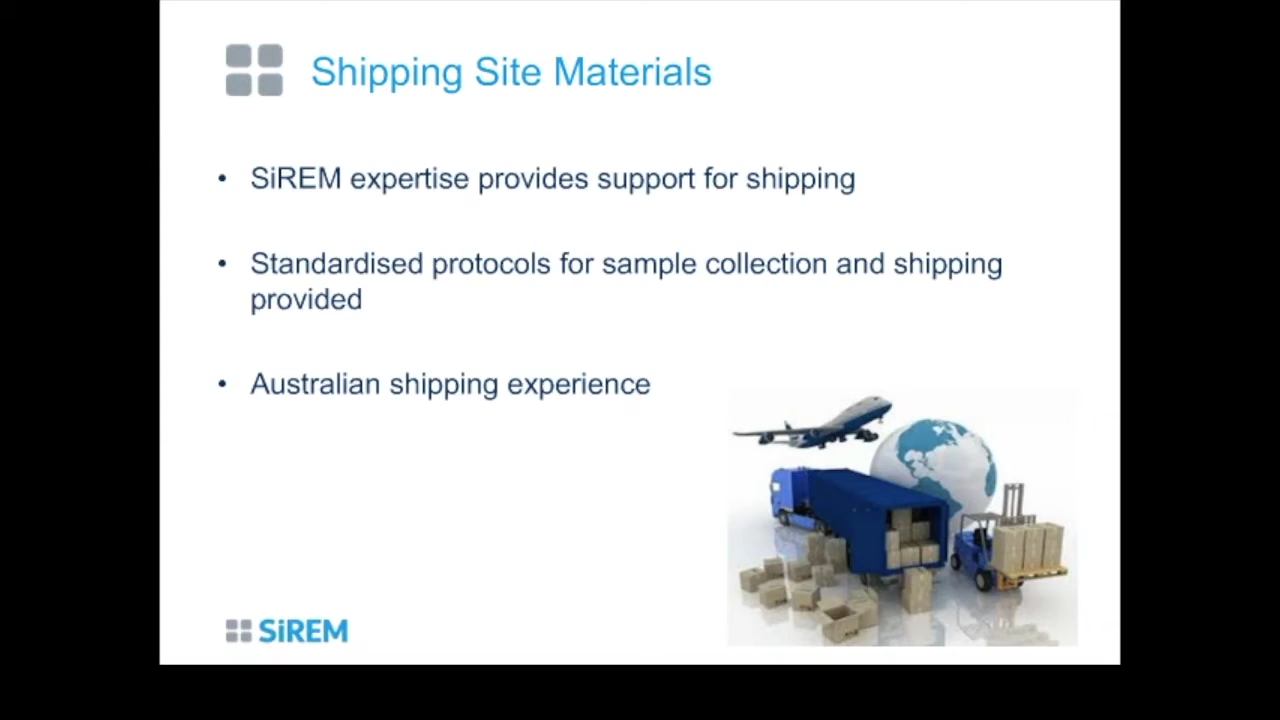 Shipping Site Materials
• SiREM expertise provides support for shipping
• Standardised protocols for sample collection and shipping
provided
• Australian shipping experience
SiREM